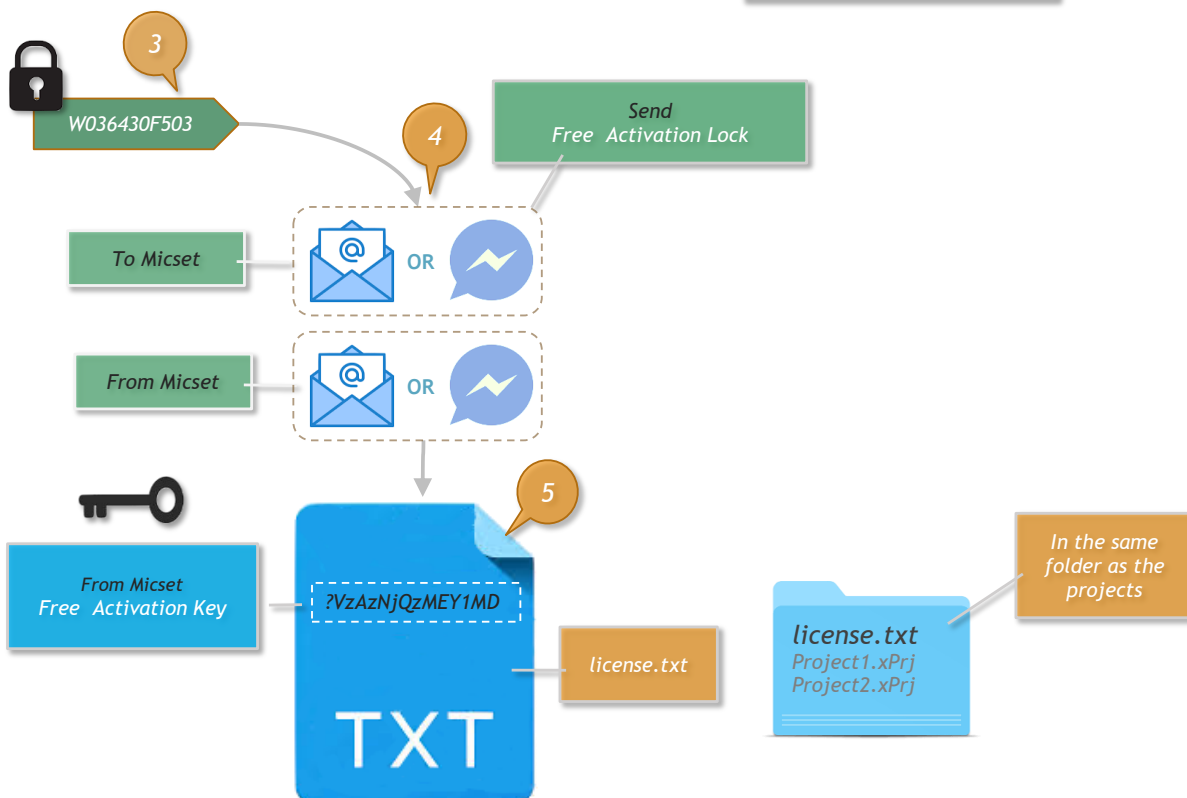 3
W036430F503
4
Send
Free Activation Lock
To Micset
@
OR
From Micset
@
OR
5
From Micset
Free Activation Key
?VzAzNjQzMEY1MD
license.txt
TXT
In the same
folder as the
projects
license.txt
Project1.xPrj
Project2.xPrj